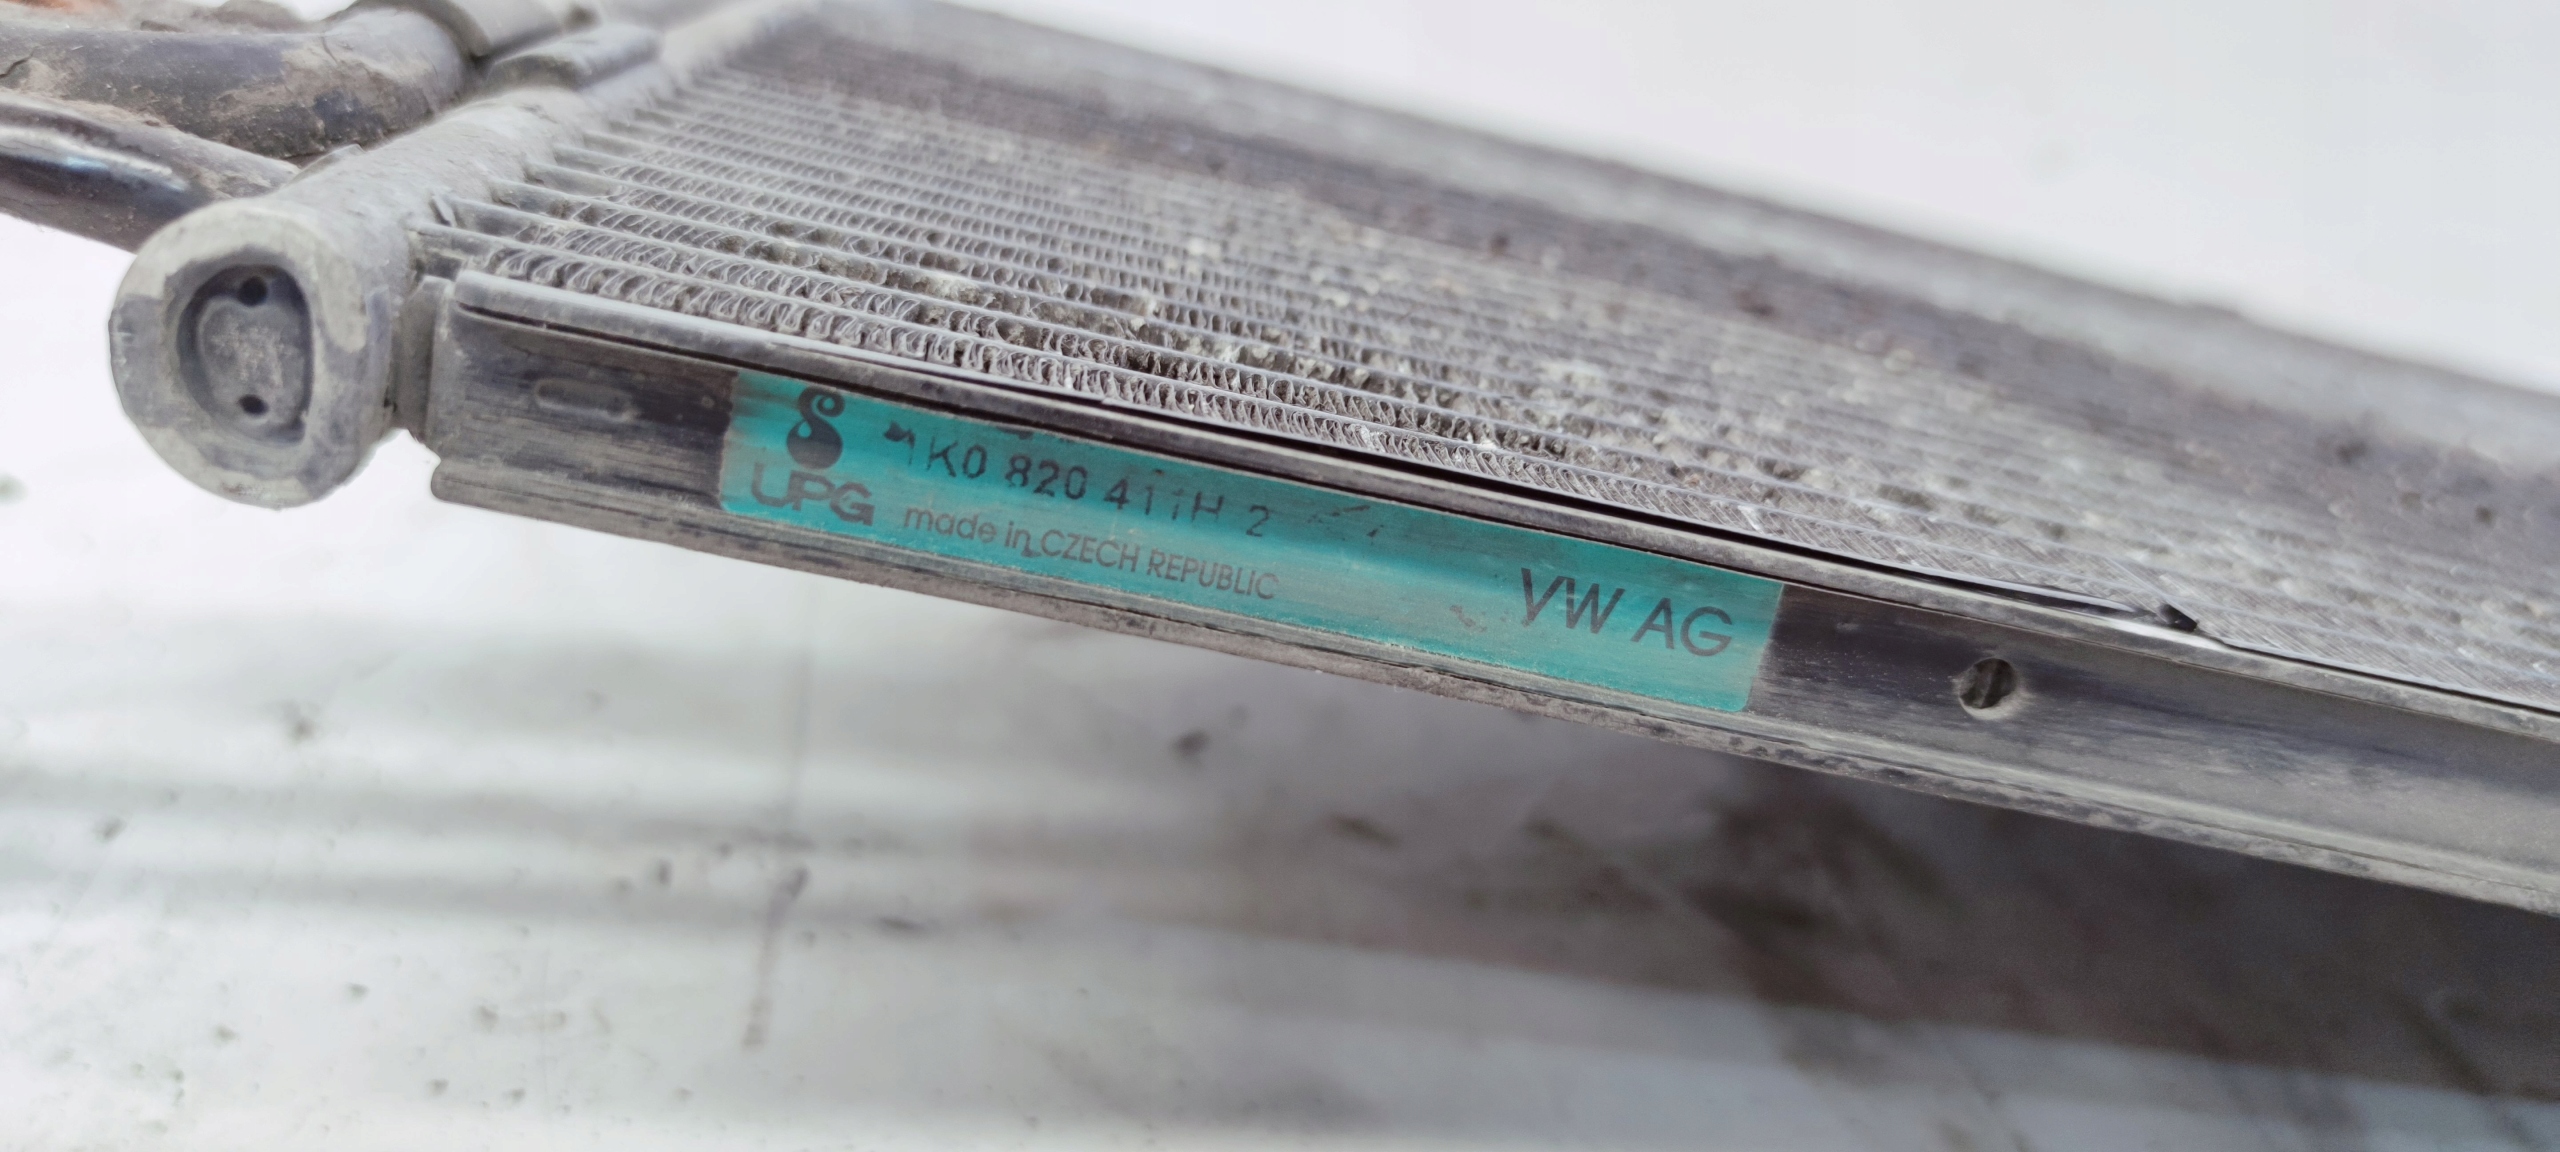 1K0 820 411H 2
UPG
made in CZECH REPUBLIC
VW AG